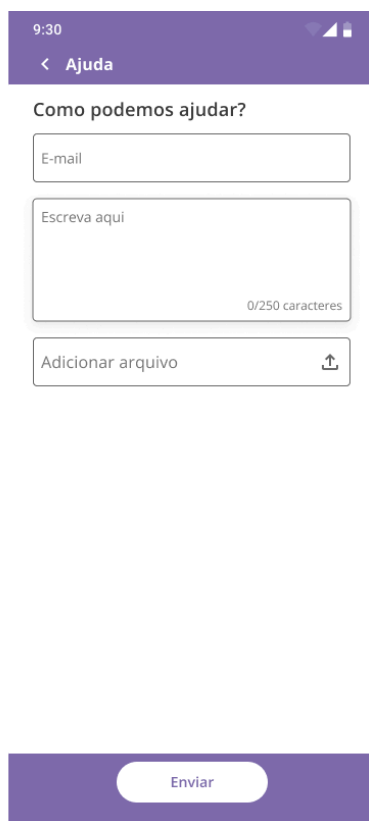 9:30
Ajuda
Como podemos ajudar?
E-mail
Escreva aqui
0/250 caracteres
Adicionar arquivo
Enviar